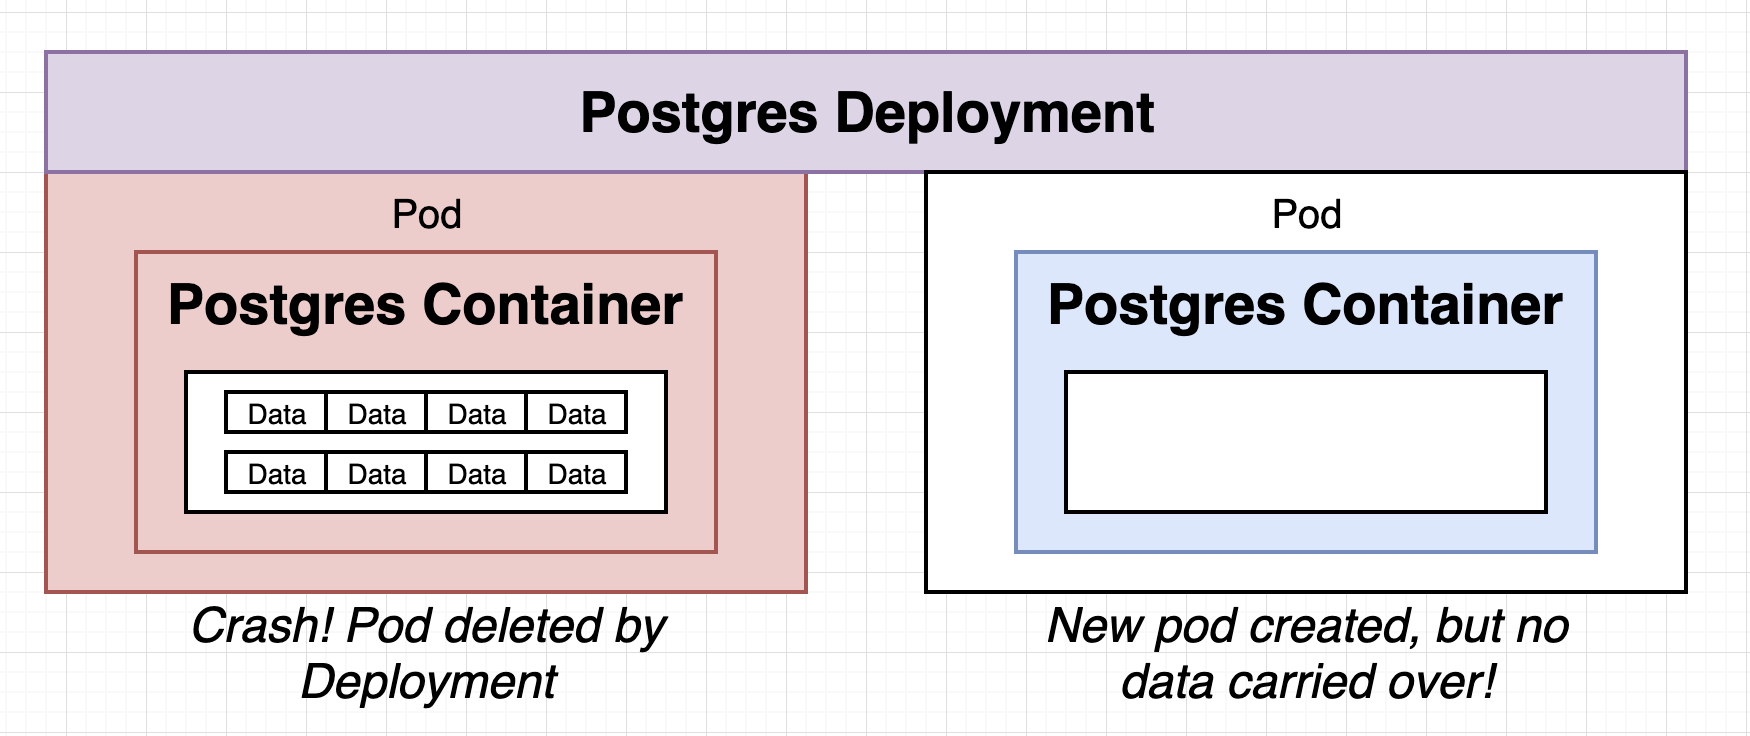 Postgres Deployment
Pod
Postgres Container
Data Data Data Data
Data Data Data Data
Crash! Pod deleted by
Deployment
Pod
Postgres Container
New pod created, but no
data carried over!